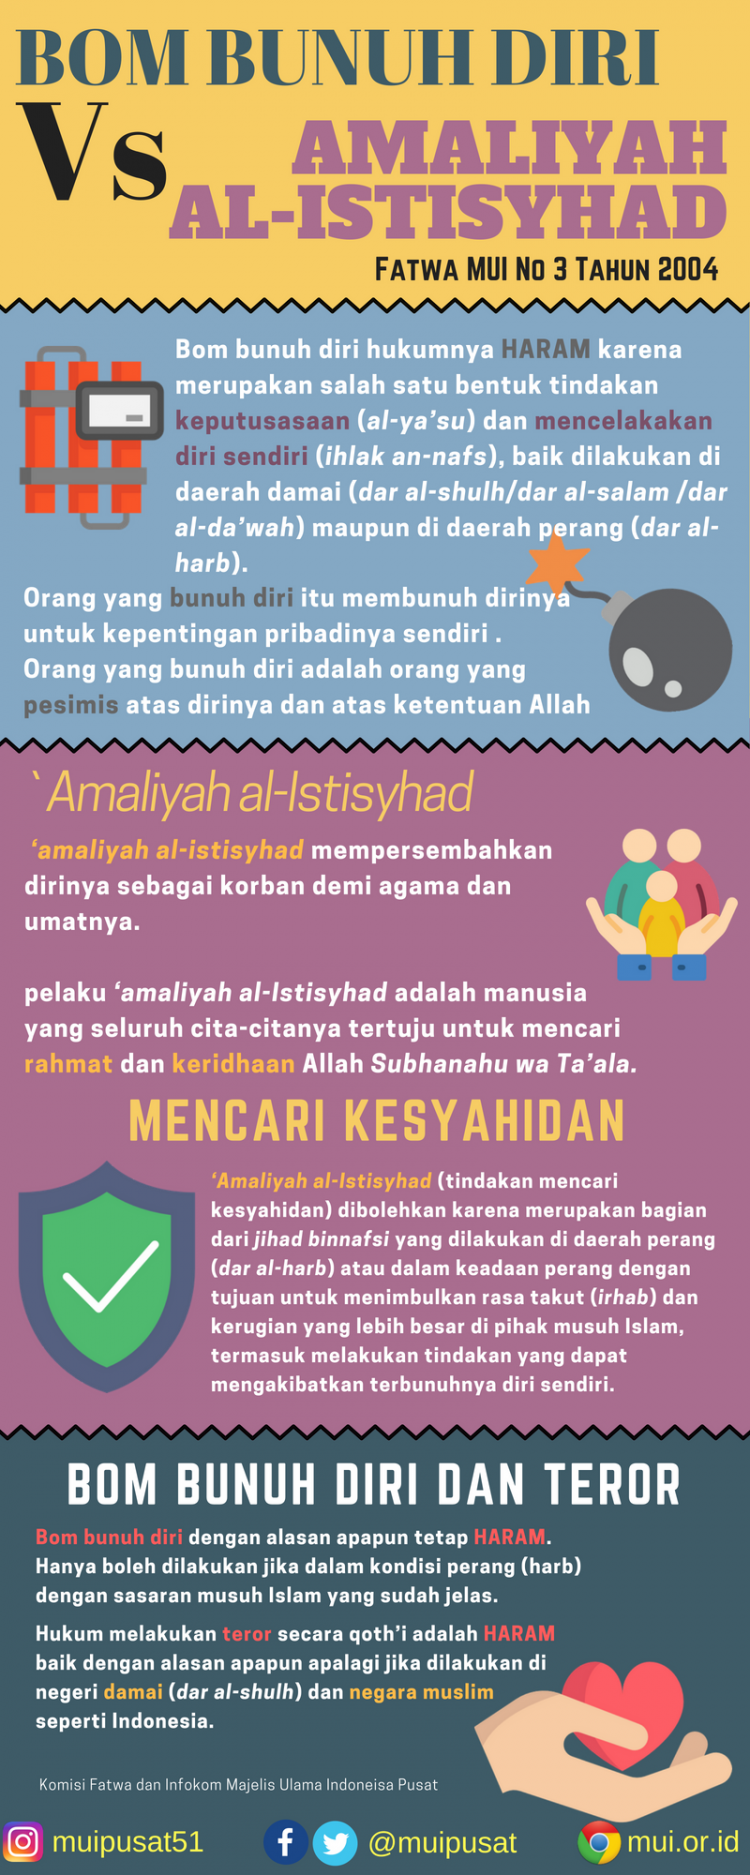 BOM BUNUH DIRI
Vs AMALIYAH
AL-ISTISYHAD
FATWA MUI NO 3 TAHUN 2004
Bom bunuh diri hukumnya HARAM karena
merupakan salah satu bentuk tindakan
keputusasaan (al-ya'su) dan mencelakakan
diri sendiri (ihlak an-nafs), baik dilakukan di
daerah damai (dar al-shulh/dar al-salam /dar
al-da'wah) maupun di daerah perang (dar al-
harb).
Orang yang bunuh diri itu membunuh dirinya
untuk kepentingan pribadinya sendiri .
Orang yang bunuh diri adalah orang yang
pesimis atas dirinya dan atas ketentuan Allah
`Amaliyah al-Istisyhad
'amaliyah al-istisyhad mempersembahkan
dirinya sebagai korban demi agama dan
umatnya.
pelaku 'amaliyah al-Istisyhad adalah manusia
yang seluruh cita-citanya tertuju untuk mencari
rahmat dan keridhaan Allah Subhanahu wa Ta'ala.
MENCARI KESYAHIDAN
'Amaliyah al-Istisyhad (tindakan mencari
kesyahidan) dibolehkan karena merupakan bagian
dari jihad binnafsi yang dilakukan di daerah perang
(dar al-harb) atau dalam keadaan perang dengan
tujuan untuk menimbulkan rasa takut (irhab) dan
kerugian yang lebih besar di pihak musuh Islam,
termasuk melakukan tindakan yang dapat
mengakibatkan terbunuhnya diri sendiri.
BOM BUNUH DIRI DAN TEROR
Bom bunuh diri dengan alasan apapun tetap HARAM.
Hanya boleh dilakukan jika dalam kondisi perang (harb)
dengan sasaran musuh Islam yang sudah jelas.
Hukum melakukan teror secara qoth'i adalah HARAM
baik dengan alasan apapun apalagi jika dilakukan di
negeri damai (dar al-shulh) dan negara muslim
seperti Indonesia.
Komisi Fatwa dan Infokom Majelis Ulama Indoneisa Pusat
muipusat51 @muipusat mui.or.id